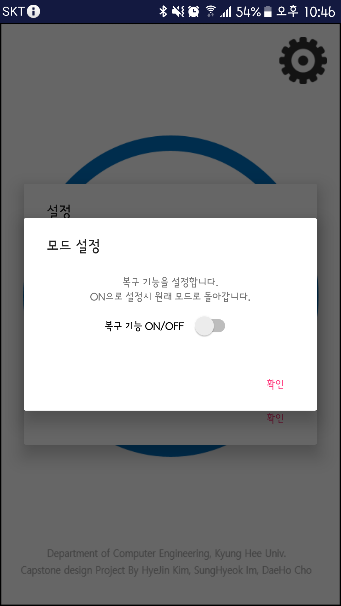 SKT 54% 오후 10:46
설정
모드 설정
복구 기능을 설정합니다.
ON으로 설정시 원래 모드로 돌아갑니다.
복구 기능 ON/OFF
확인
확인
Department of Computer Engineering, Kyung Hee Univ.
Capstone design Project By HyeJin Kim, SungHyeok Im, DaeHo Cho